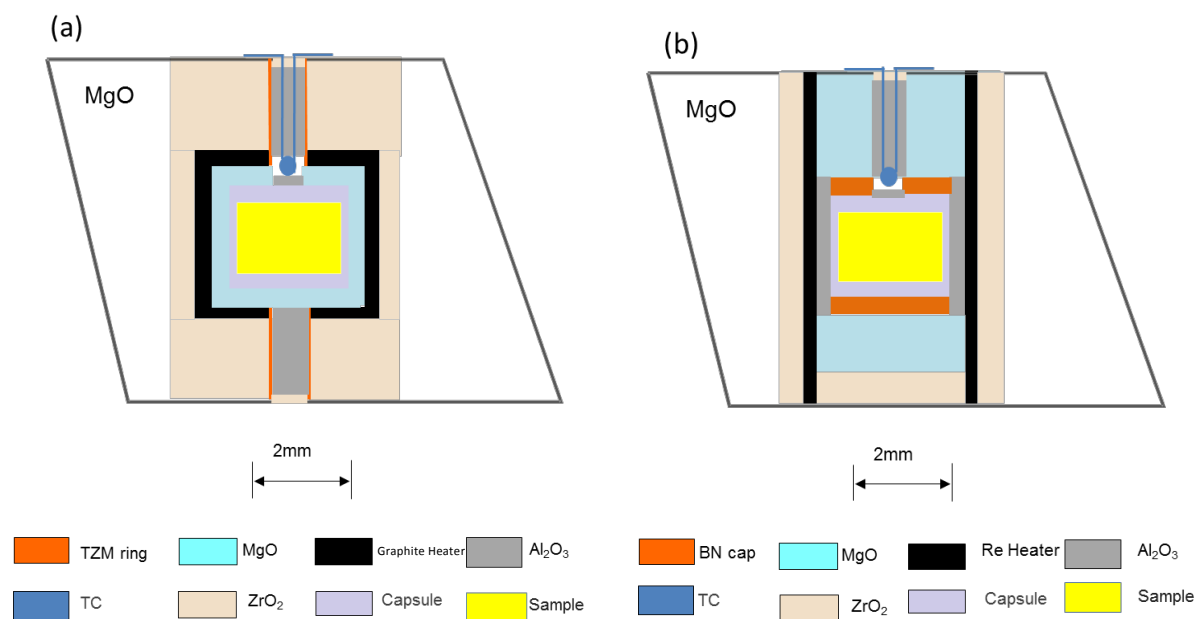 (a)
MgO
2mm
TZM ring
MgO
Graphite Heater
Al₂O₃
TC
ZrO₂
Capsule
Sample
(b)
MgO
2mm
BN cap
MgO
Re Heater
Al₂O₃
TC
ZrO₂
Capsule
Sample